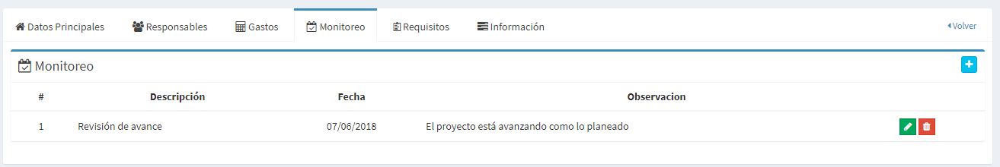 Datos Principales Responsables Gastos Monitoreo Requisitos Información Volver
Monitoreo
# Descripción Fecha Observacion
1 Revisión de avance 07/06/2018 El proyecto está avanzando como lo planeado